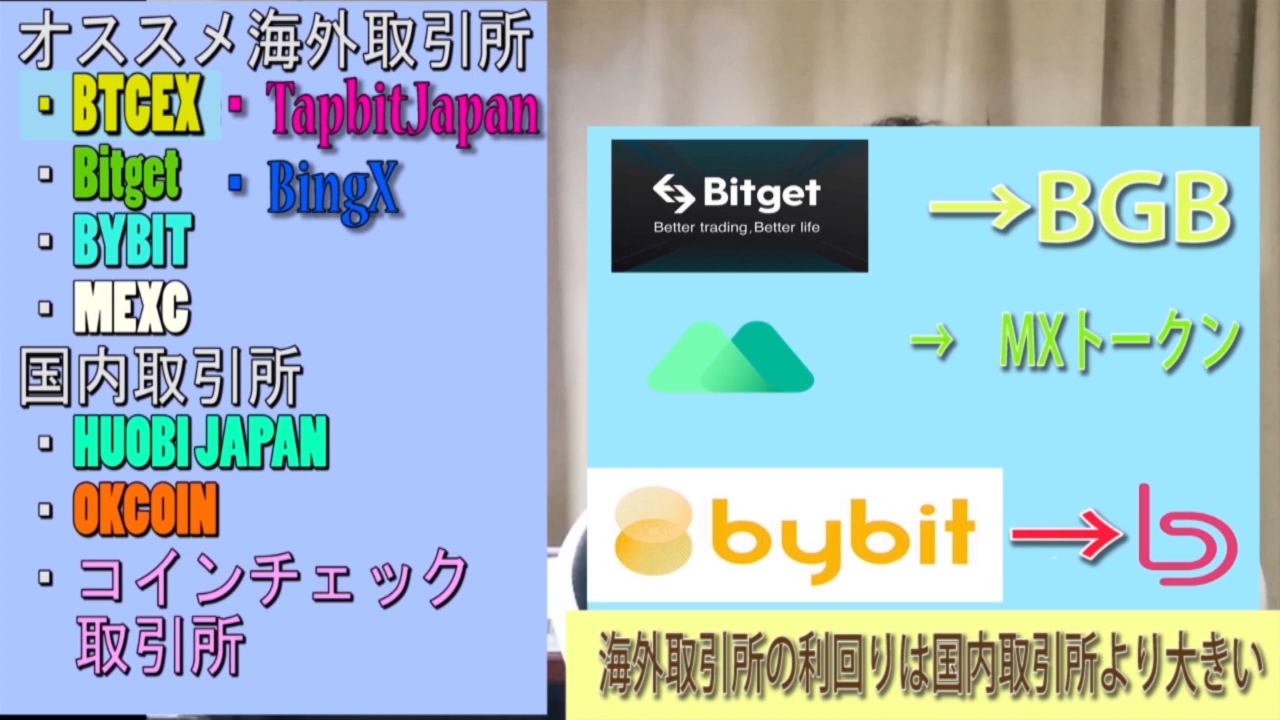 オススメ海外取引所
・BTCEX
・TapbitJapan
・Bitget
・BingX
・BYBIT
・MEXC
国内取引所
・HUOBI JAPAN
・OKCOIN
・コインチェック
取引所
Bitget
Better trading, Better life
→BGB
→ MXトークン
bybit
→
海外取引所の利回りは国内取引所より大きい